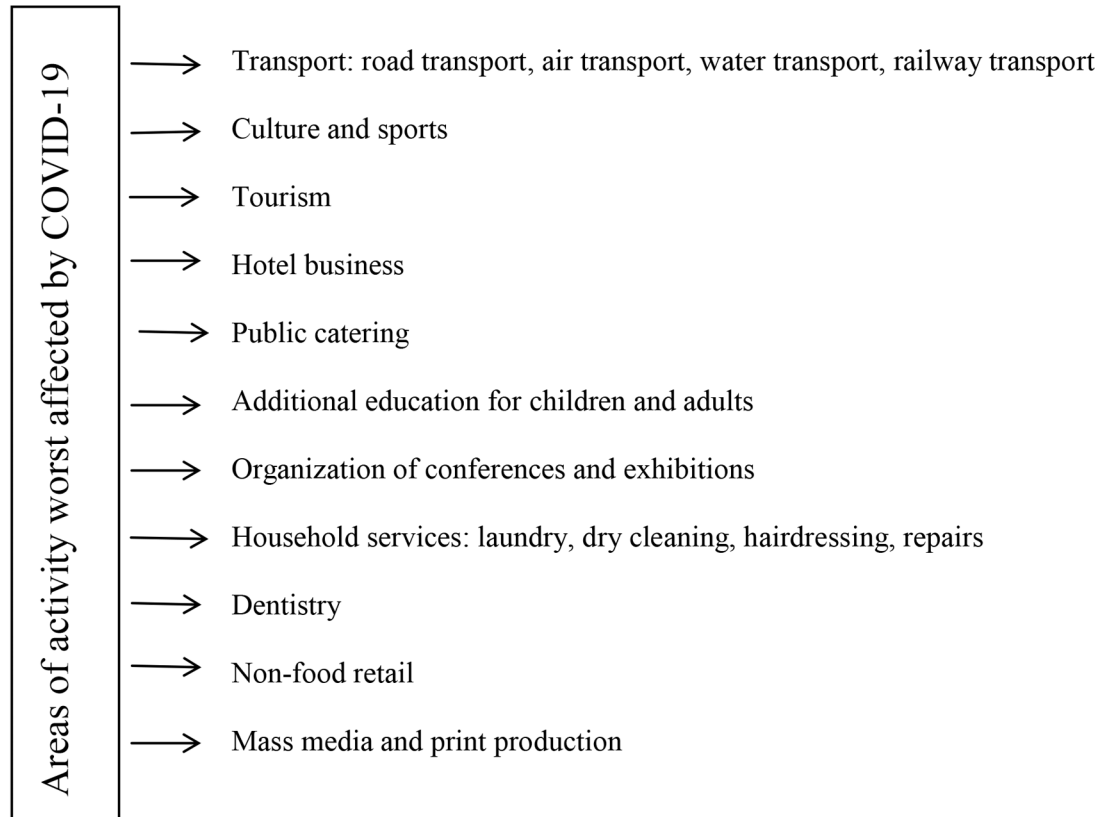 Areas of activity worst affected by COVID-19
Transport: road transport, air transport, water transport, railway transport
Culture and sports
Tourism
Hotel business
Public catering
Additional education for children and adults
Organization of conferences and exhibitions
Household services: laundry, dry cleaning, hairdressing, repairs
Dentistry
Non-food retail
Mass media and print production